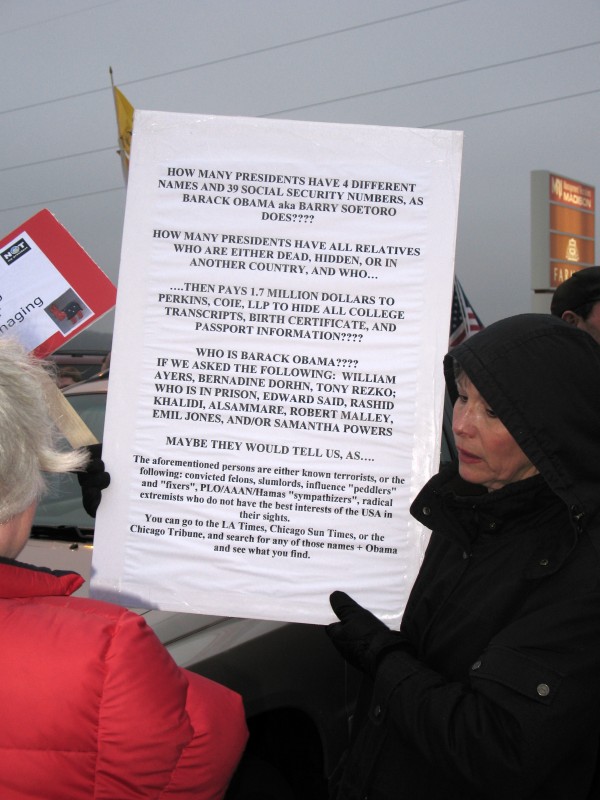 HOW MANY PRESIDENTS HAVE 4 DIFFERENT
NAMES AND 39 SOCIAL SECURITY NUMBERS, AS
BARACK OBAMA aka BARRY SOETORO
DOES????
HOW MANY PRESIDENTS HAVE ALL RELATIVES
WHO ARE EITHER DEAD, HIDDEN, OR IN
ANOTHER COUNTRY, AND WHO...
....THEN PAYS 1.7 MILLION DOLLARS TO
PERKINS, COIE, LLP TO HIDE ALL COLLEGE
TRANSCRIPTS, BIRTH CERTIFICATE, AND
PASSPORT INFORMATION????
WHO IS BARACK OBAMA????
IF WE ASKED THE FOLLOWING: WILLIAM
AYERS, BERNADINE DORHN, TONY REZKO;
WHO IS IN PRISON, EDWARD SAID, RASHID
KHALIDI, ALSAMMARE, ROBERT MALLEY,
EMIL JONES, AND/OR SAMANTHA POWERS
MAYBE THEY WOULD TELL US, AS....
The aforementioned persons are either known terrorists, or the
following: convicted felons, slumlords, influence "peddlers"
and "fixers", PLO/AAAN/Hamas "sympathizers", radical
extremists who do not have the best interests of the USA in
their sights.
You can go to the LA Times, Chicago Sun Times, or the
Chicago Tribune, and search for any of those names + Obama
and see what you find.
NOT
maging
MADISON